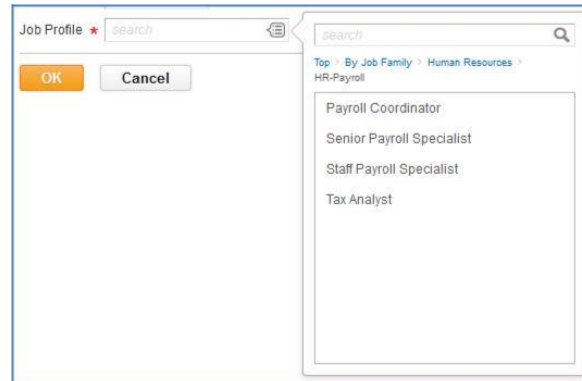 Job Profile * search
search
Top > By Job Family > Human Resources >
HR-Payroll
OK Cancel
Payroll Coordinator
Senior Payroll Specialist
Staff Payroll Specialist
Tax Analyst